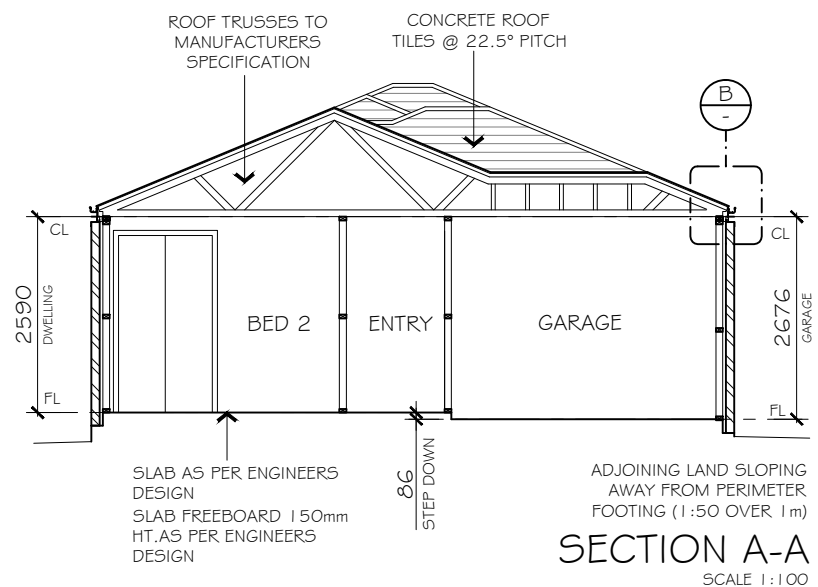 ROOF TRUSSES TO
MANUFACTURERS
SPECIFICATION
CONCRETE ROOF
TILES @ 22.5° PITCH
B
-
CL
CL
2590
DWELLING
BED 2
ENTRY
GARAGE
2676
GARAGE
FL
FL
86
STEP DOWN
SLAB AS PER ENGINEERS
DESIGN
SLAB FREEBOARD 150mm
HT.AS PER ENGINEERS
DESIGN
ADJOINING LAND SLOPING
AWAY FROM PERIMETER
FOOTING (1:50 OVER 1m)
SECTION A-A
SCALE 1:100